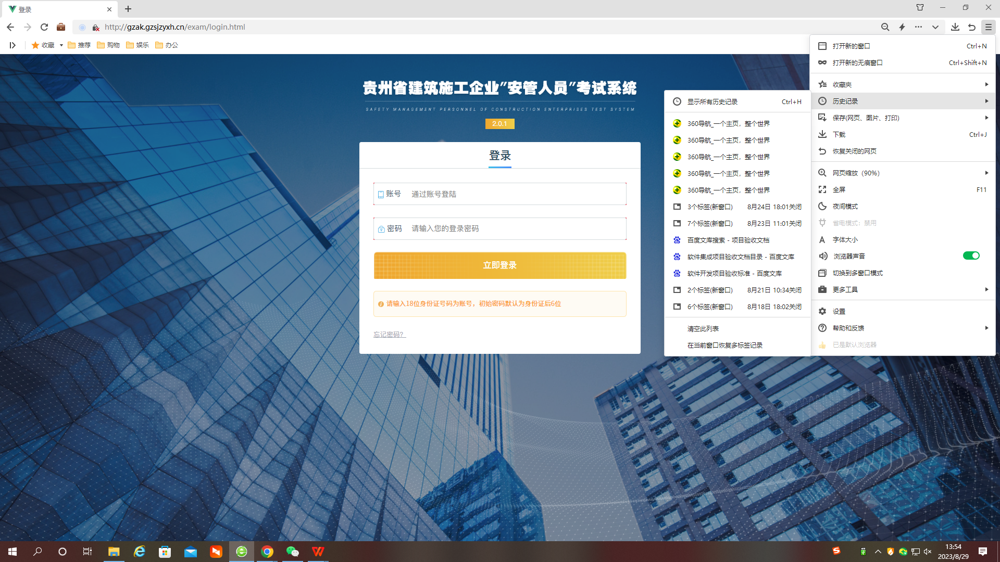 登录
http://gzak.gzsjzyxh.cn/exam/login.html
收藏
推荐
购物
娱乐
办公
贵州省建筑施工企业"安管人员"考试系统
SAFETY MANAGEMENT PERSONNEL OF CONSTRUCTION ENTERPRISES TEST SYSTEM
2.0.1
登录
账号 通过账号登陆
密码 请输入您的登录密码
立即登录
请输入18位身份证号码为账号，初始密码默认为身份证后6位
忘记密码？
显示所有历史记录 Ctrl+H
360导航_一个主页，整个世界
360导航_一个主页，整个世界
360导航_一个主页，整个世界
360导航_一个主页，整个世界
360导航_一个主页，整个世界
3个标签(新窗口) 8月24日 18:01关闭
7个标签(新窗口) 8月23日 11:01关闭
百度文库搜索 - 项目验收文档
软件集成项目验收文档目录 - 百度文库
软件开发项目验收标准 - 百度文库
2个标签(新窗口) 8月21日 10:34关闭
6个标签(新窗口) 8月18日 18:02关闭
清空此列表
在当前窗口恢复多标签记录
打开新的窗口 Ctrl+N
打开新的无痕窗口 Ctrl+Shift+N
收藏夹
历史记录
保存(网页、图片、打印)
下载 Ctrl+J
恢复关闭的网页
网页缩放（90%）
全屏 F11
夜间模式
省电模式：禁用
字体大小
浏览器声音
切换到多窗口模式
更多工具
设置
帮助和反馈
已是默认浏览器
13:54
2023/8/29